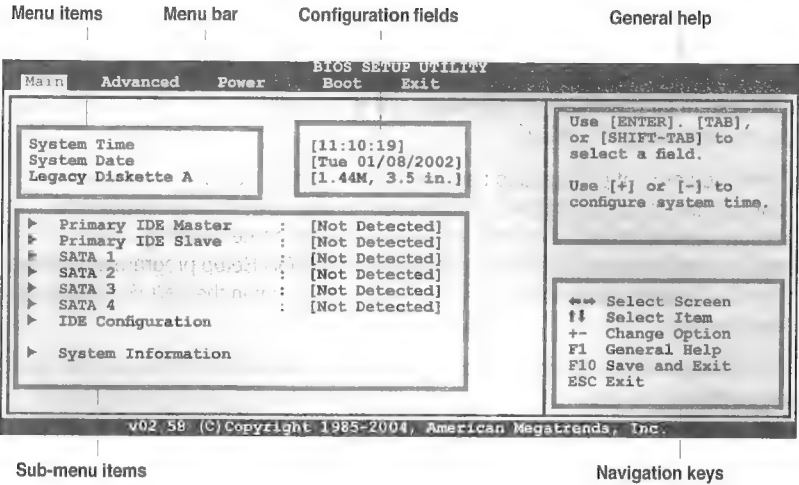 Menu items Menu bar Configuration fields General help
BIOS SETUP UTILITY
Main Advanced Power Boot Exit
System Time [11:10:19]
System Date [Tue 01/08/2002]
Legacy Diskette A [1.44M, 3.5 in.]
Primary IDE Master : [Not Detected]
Primary IDE Slave : [Not Detected]
SATA 1 : [Not Detected]
SATA 2 : [Not Detected]
SATA 3 : [Not Detected]
SATA 4 : [Not Detected]
IDE Configuration
System Information
Use [ENTER]. [TAB],
or [SHIFT-TAB] to
select a field.
Use [+] or [-] to
configure system time.
←→ Select Screen
↑↓ Select Item
+- Change Option
F1 General Help
F10 Save and Exit
ESC Exit
v02 58 (C)Copyright 1985-2004, American Megatrends, Inc.
Sub-menu items Navigation keys